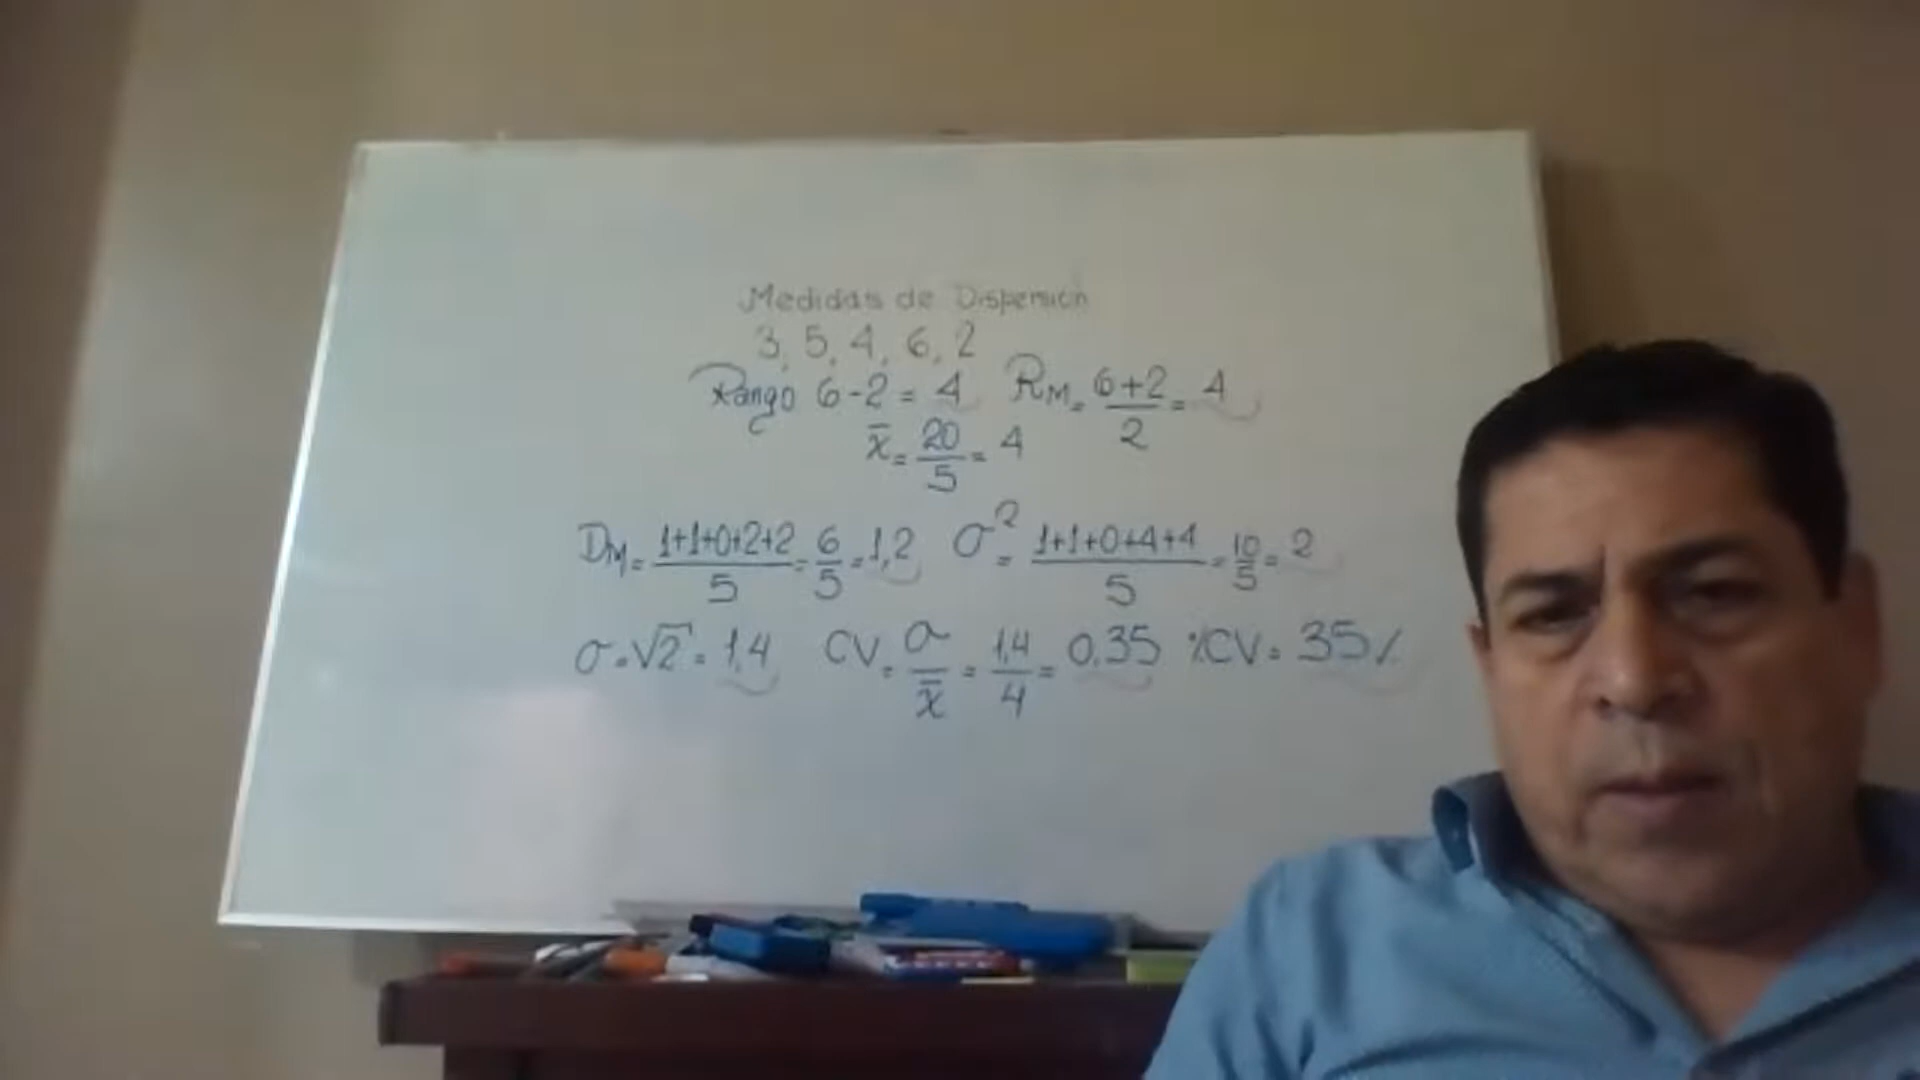 Medidas de Dispersión
3, 5, 4, 6, 2
Rango 6-2 = 4 RM = 6+2/2 = 4
x̄ = 20/5 = 4
DM = 1+1+0+2+2/5 = 6/5 = 1,2 σ² = 1+1+0+4+4/5 = 10/5 = 2
σ = √2 = 1,4 CV = σ/x̄ = 1,4/4 = 0,35 %CV = 35%